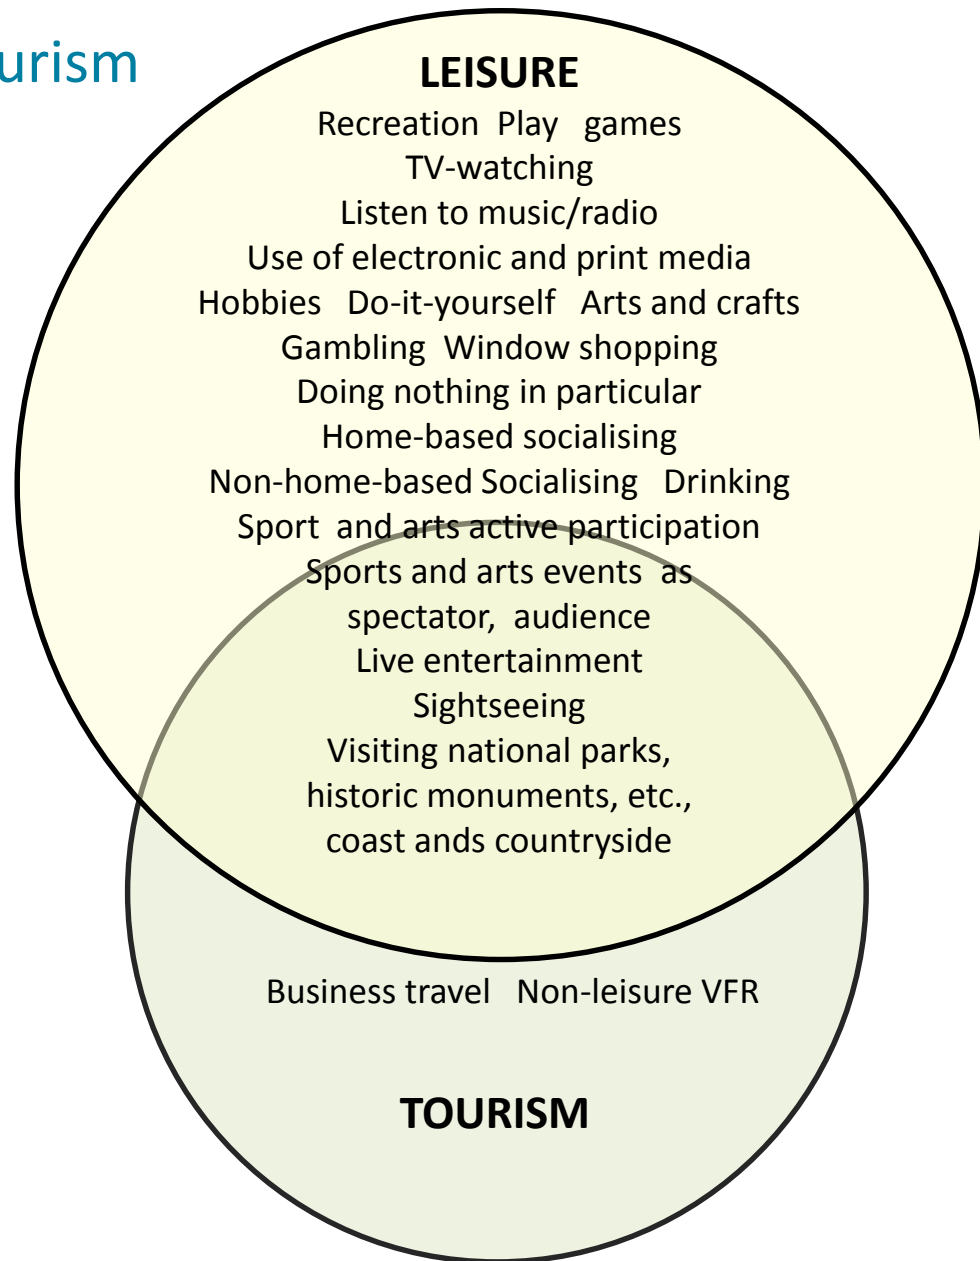 urism
LEISURE
Recreation Play games
TV-watching
Listen to music/radio
Use of electronic and print media
Hobbies Do-it-yourself Arts and crafts
Gambling Window shopping
Doing nothing in particular
Home-based socialising
Non-home-based Socialising Drinking
Sport and arts active participation
Sports and arts events as
spectator, audience
Live entertainment
Sightseeing
Visiting national parks,
historic monuments, etc.,
coast ands countryside
Business travel Non-leisure VFR
TOURISM